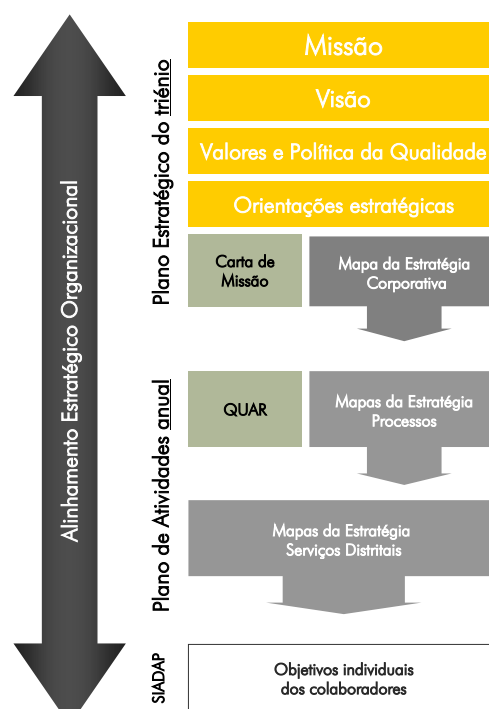 Alinhamento Estratégico Organizacional
Plano Estratégico do triénio
Missão
Visão
Valores e Política da Qualidade
Orientações estratégicas
Carta de
Missão
Mapa da Estratégia
Corporativa
Plano de Atividades anual
QUAR
Mapas da Estratégia
Processos
Mapas da Estratégia
Serviços Distritais
SIADAP
Objetivos individuais
dos colaboradores